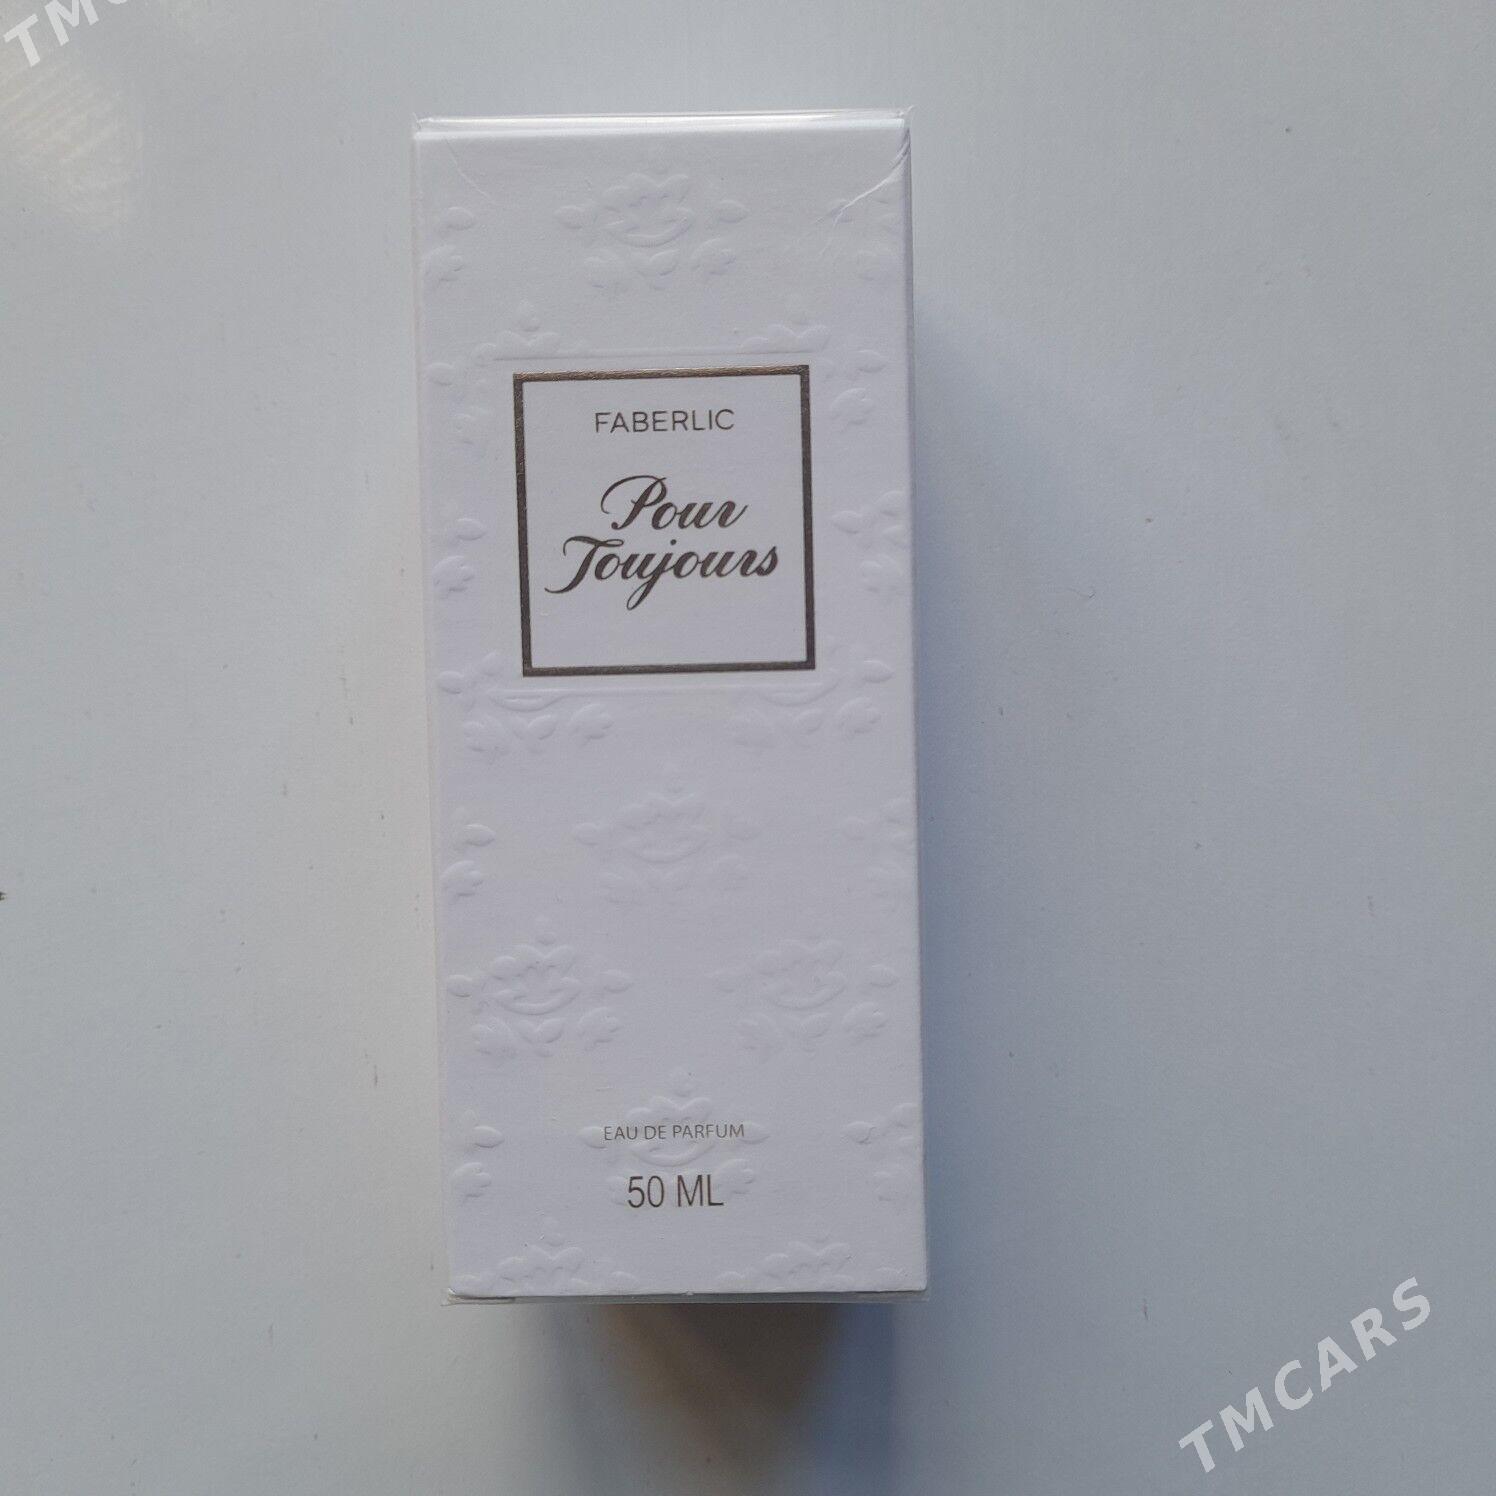 FABERLIC
Pour
Toujours
EAU DE PARFUM
50 ML
TMCARS